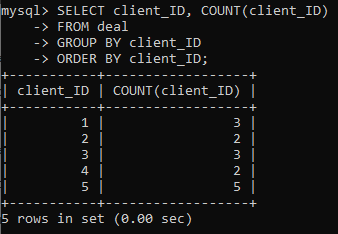 mysql> SELECT client_ID, COUNT(client_ID)
    -> FROM deal
    -> GROUP BY client_ID
    -> ORDER BY client_ID;
+-----------+------------------+
| client_ID | COUNT(client_ID) |
+-----------+------------------+
|         1 |                3 |
|         2 |                2 |
|         3 |                3 |
|         4 |                2 |
|         5 |                5 |
+-----------+------------------+
5 rows in set (0.00 sec)